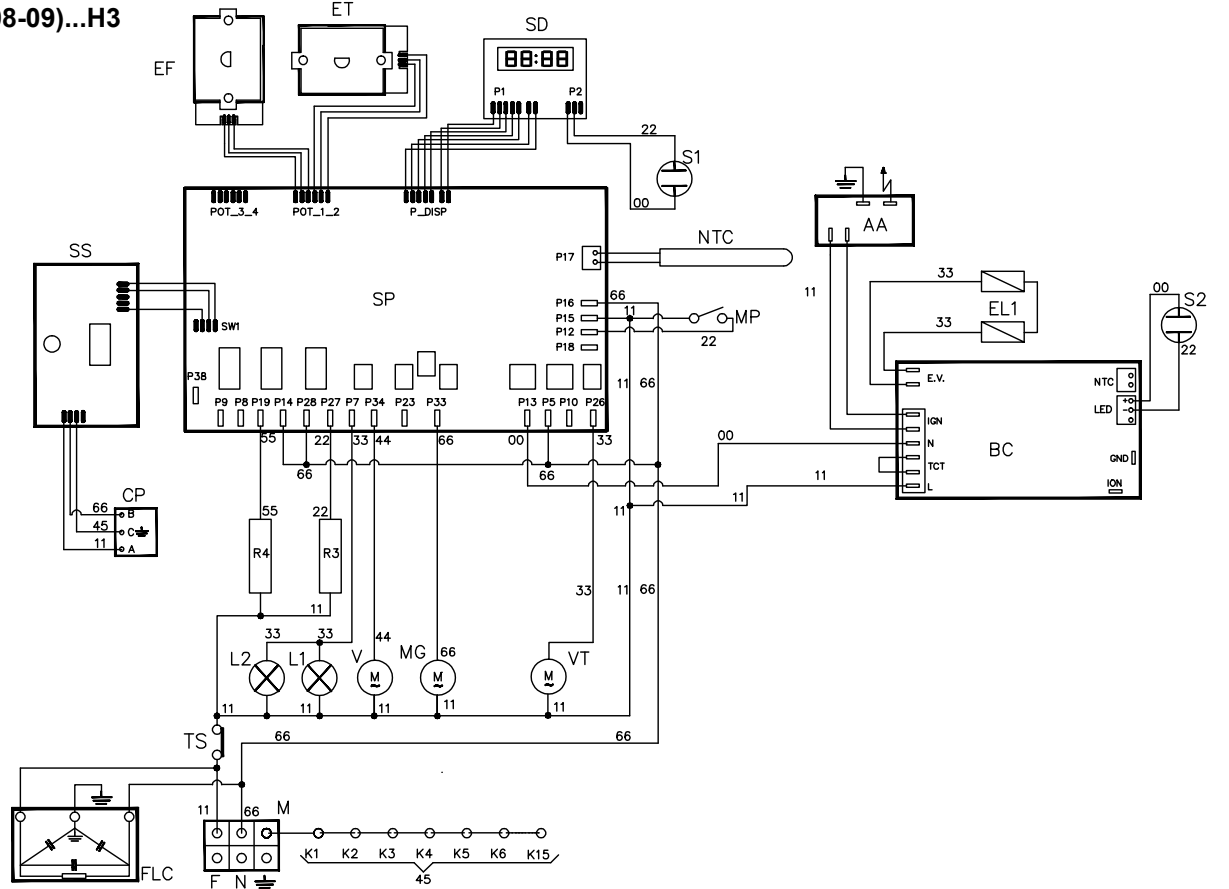 08-09)...H3
ET
SD
EF
88:88
P1 P2
22
S1
00
POT_3_4 POT_1_2 P_DISP
AA
SS
NTC
P17
SP
P16 66
P15 11 MP
P12
22
P18
SW1
P38
11
33
EL1
33
00 S2
22
E.V.
NTC
LED
+
-
IGN
N
BC
TCT
GND
L
ION
P9 P8 P19 P14 P28 P27 P7 P34 P23 P33 P13 P5 P10 P26
55 66 22 33 44 66 00 66 33
11 66
00
11
11
11
CP
66 B
45 C
11 A
55 22
R4 R3
11
33 11 66
33 33 44
L2 L1 V MG 66 VT
M
~
M
~
M
~
11 11 11 11 11
TS
66 66
11 66 M
FLC
F N
K1 K2 K3 K4 K5 K6 K15
45